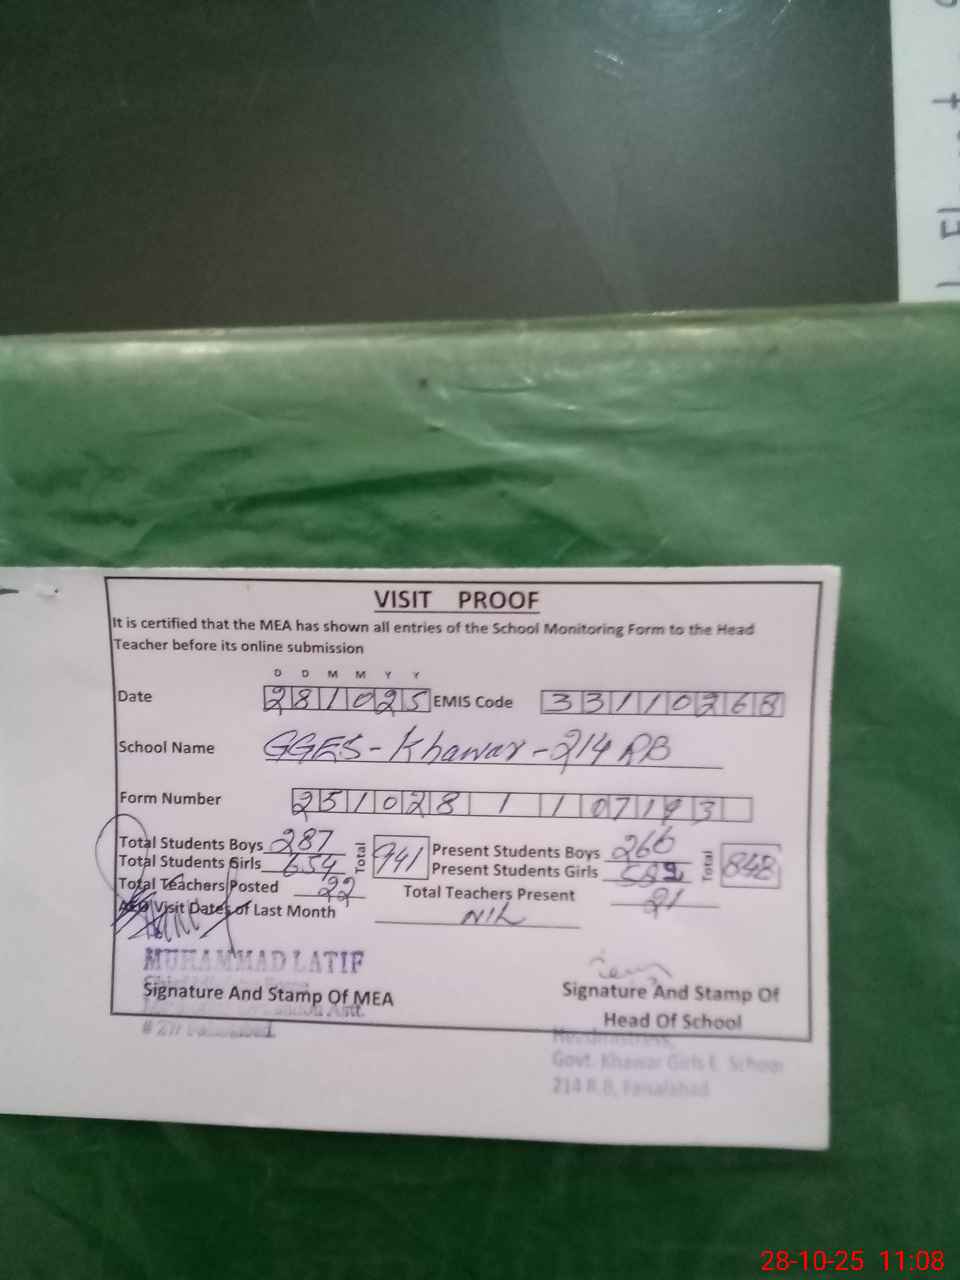 VISIT PROOF
It is certified that the MEA has shown all entries of the School Monitoring Form to the Head
Teacher before its online submission
D D M M Y Y
Date 281025 EMIS Code 33110268
School Name GGES - Khawar - 214 RB
Form Number 251028 1 107193
Total Students Boys 287 Total 941 Present Students Boys 266 Total 848
Total Students Girls 654 Present Students Girls 582
Total Teachers Posted 22 Total Teachers Present 21
AEO Visit Dates of Last Month NIL
MUHAMMAD LATIF
Signature And Stamp Of MEA
Signature And Stamp Of
Head Of School
Headmistress,
Govt. Khawar Girls E. School
214 R.B, Faisalabad
28-10-25 11:08